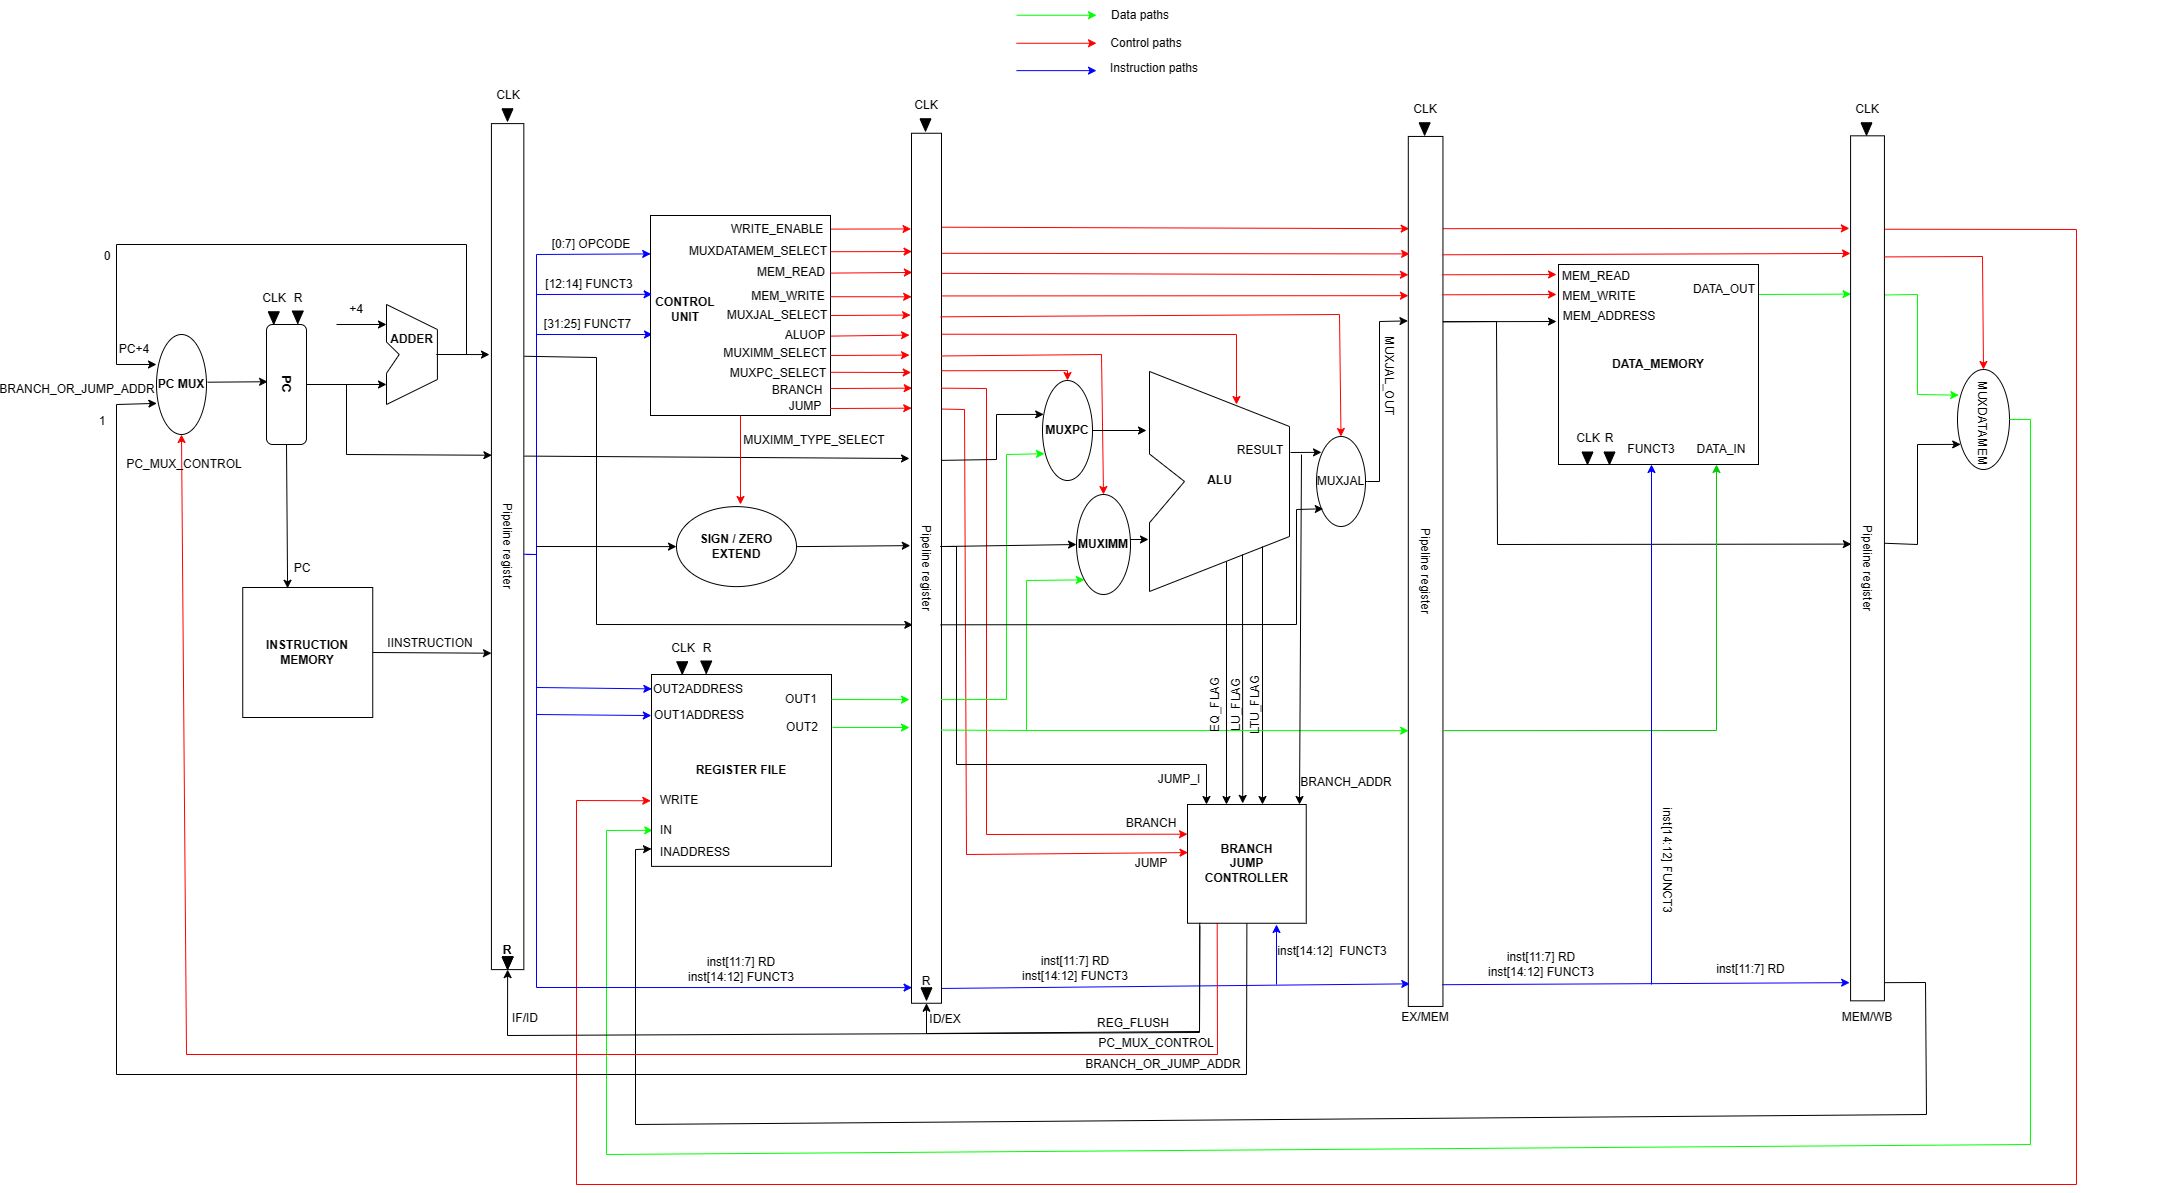 Data paths
Control paths
Instruction paths
CLK
CLK
CLK
CLK
0
PC+4
BRANCH_OR_JUMP_ADDR
1
PC MUX
PC_MUX_CONTROL
CLK R
PC
+4
ADDER
PC
INSTRUCTION
MEMORY
IINSTRUCTION
Pipeline register
R
IF/ID
[0:7] OPCODE
[12:14] FUNCT3
[31:25] FUNCT7
CONTROL
UNIT
WRITE_ENABLE
MUXDATAMEM_SELECT
MEM_READ
MEM_WRITE
MUXJAL_SELECT
ALUOP
MUXIMM_SELECT
MUXPC_SELECT
BRANCH
JUMP
MUXIMM_TYPE_SELECT
SIGN / ZERO
EXTEND
CLK R
OUT2ADDRESS
OUT1ADDRESS
OUT1
OUT2
REGISTER FILE
WRITE
IN
INADDRESS
inst[11:7] RD
inst[14:12] FUNCT3
Pipeline register
R
ID/EX
MUXPC
MUXIMM
ALU
RESULT
MUXJAL
MUXJAL_OUT
EQ_FLAG
LU_FLAG
LTU_FLAG
JUMP_I
BRANCH_ADDR
BRANCH
JUMP
BRANCH
JUMP
CONTROLLER
inst[11:7] RD
inst[14:12] FUNCT3
inst[14:12] FUNCT3
REG_FLUSH
PC_MUX_CONTROL
BRANCH_OR_JUMP_ADDR
Pipeline register
EX/MEM
MEM_READ
MEM_WRITE
MEM_ADDRESS
DATA_OUT
DATA_MEMORY
CLK R
FUNCT3
DATA_IN
inst[14:12] FUNCT3
inst[11:7] RD
inst[14:12] FUNCT3
inst[11:7] RD
Pipeline register
MEM/WB
MUXDATAMEM